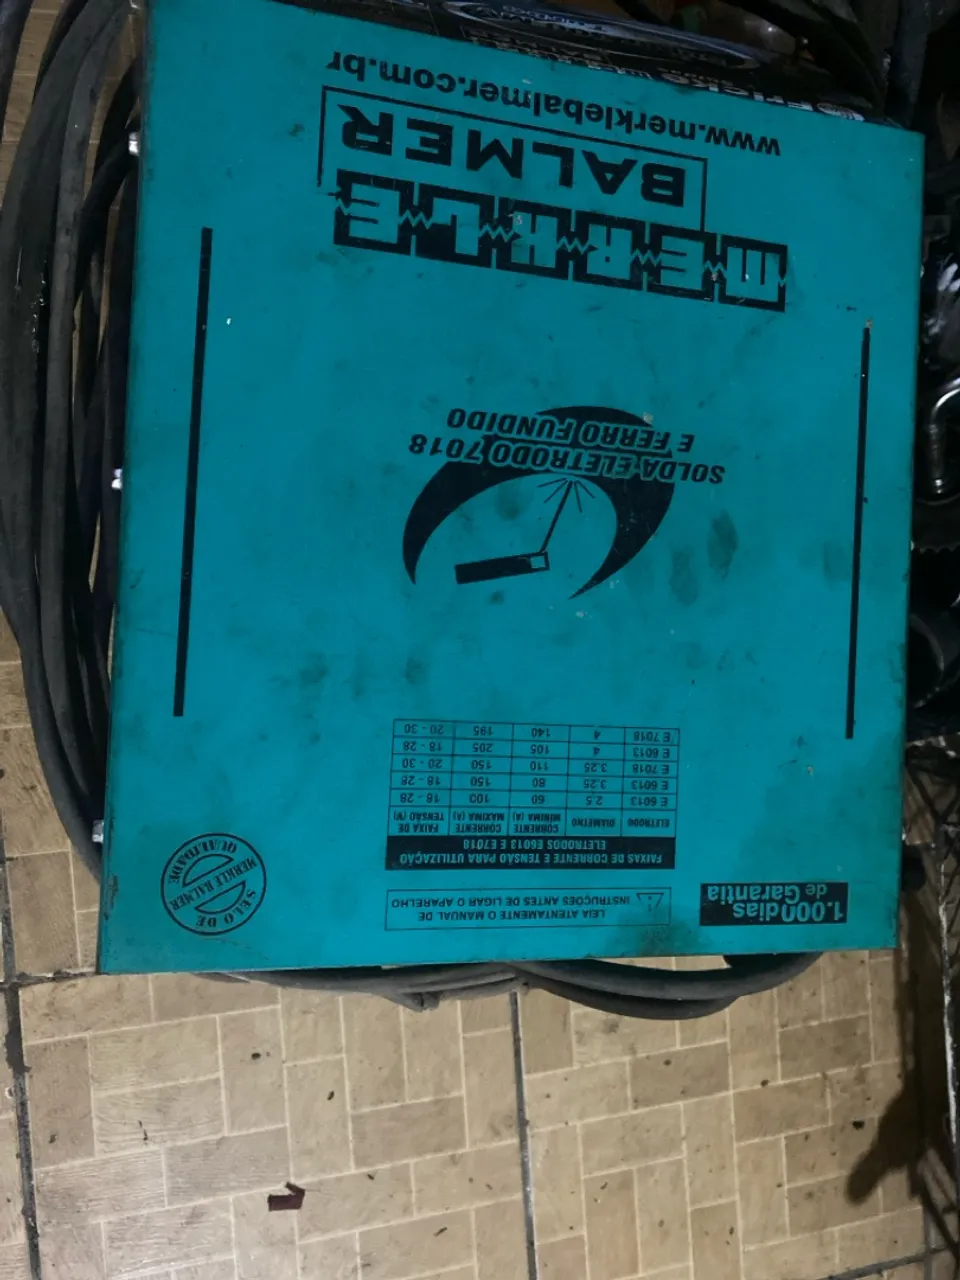 1.000 dias
de Garantia
LEIA ATENTAMENTE O MANUAL DE
INSTRUÇÕES ANTES DE LIGAR O APARELHO
SELO DE
MERKLE BALMER
QUALIDADE
FAIXAS DE CORRENTE E TENSÃO PARA UTILIZAÇÃO
ELETRODOS E6013 E E7018
ELETRODO DIAMETRO CORRENTE MÍNIMA (A) CORRENTE MAXIMA (A) FAIXA DE TENSÃO (V)
E 6013 2.5 60 100 18 - 28
E 6013 3.25 80 150 18 - 28
E 7018 3.25 110 150 20 - 30
E 6013 4 105 205 18 - 28
E 7018 4 140 195 20 - 30
SOLDA ELETRODO 7018
E FERRO FUNDIDO
MERKLE
BALMER
www.merklebalmer.com.br